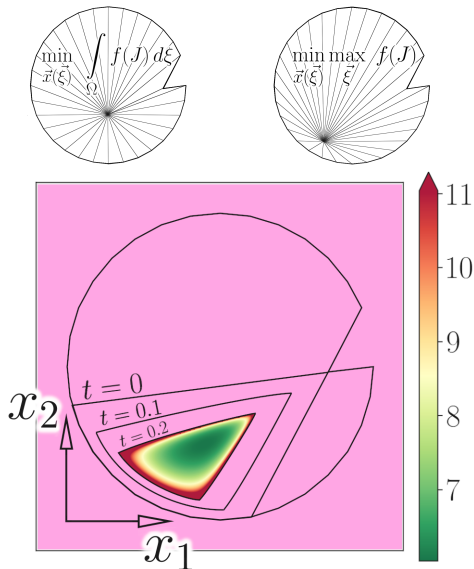 min ∫ f(J) dξ
x⃗(ξ⃗) Ω
min max f(J)
x⃗(ξ⃗) ξ⃗
11
10
9
8
7
t = 0
t = 0.1
t = 0.2
x₂
x₁